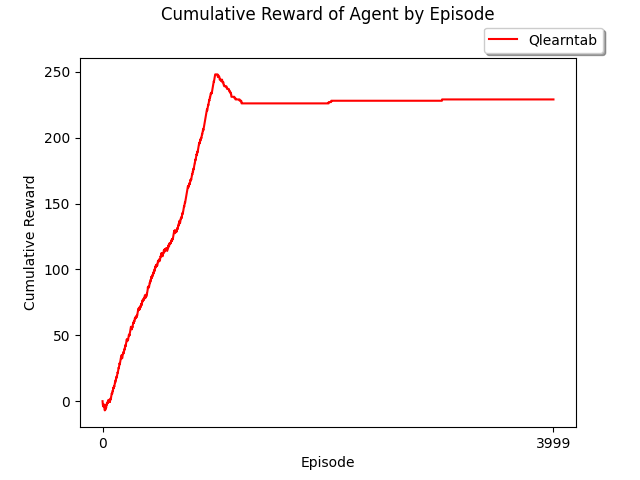 Cumulative Reward of Agent by Episode
Qlearntab
250
200
150
100
50
0
Cumulative Reward
0
3999
Episode